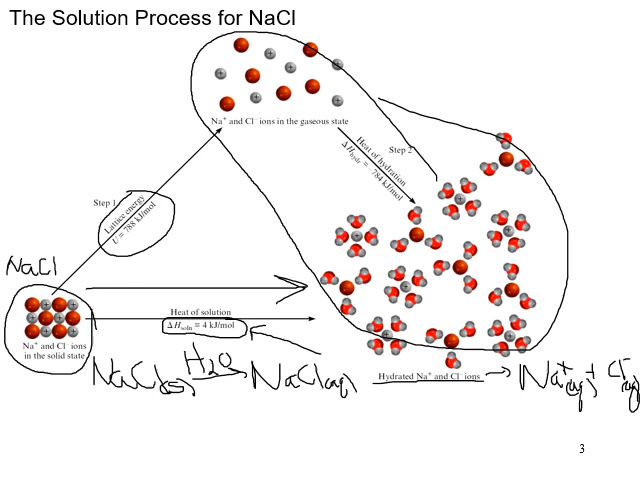 The Solution Process for NaCl
Na⁺ and Cl⁻ ions in the gaseous state
Step 1
Lattice energy
U = 788 kJ/mol
Step 2
Heat of hydration
ΔHhydr = –784 kJ/mol
NaCl
Heat of solution
ΔHsoln = 4 kJ/mol
Na⁺ and Cl⁻ ions
in the solid state
NaCl(s) H₂O → NaCl(aq)
Hydrated Na⁺ and Cl⁻ ions
→ Na⁺(aq) + Cl⁻(aq)
3